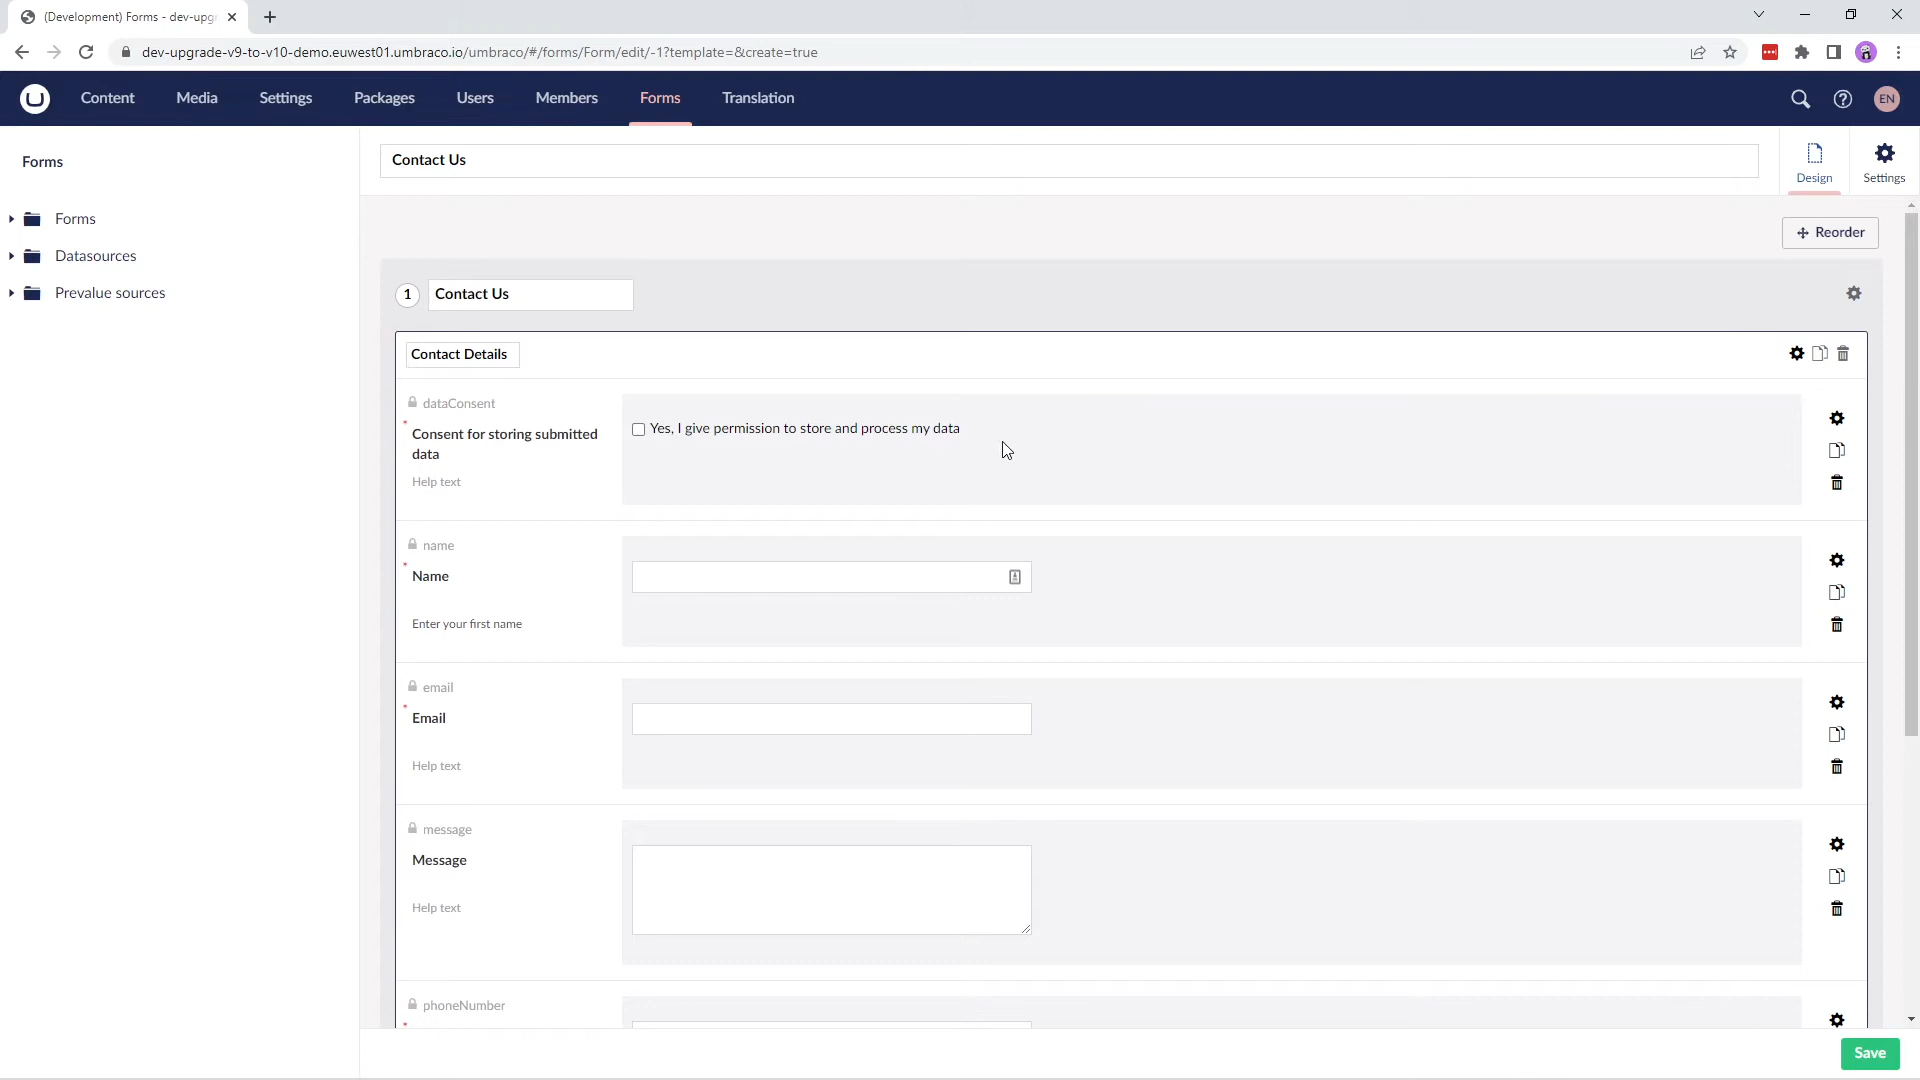 (Development) Forms - dev-upg
dev-upgrade-v9-to-v10-demo.euwest01.umbraco.io/umbraco/#/forms/Form/edit/-1?template=&create=true
Content Media Settings Packages Users Members Forms Translation
EN
Forms
Forms
Datasources
Prevalue sources
Contact Us
Design
Settings
Reorder
1 Contact Us
Contact Details
dataConsent
* Consent for storing submitted data
Help text
Yes, I give permission to store and process my data
name
* Name
Enter your first name
email
* Email
Help text
message
Message
Help text
phoneNumber
*
Save